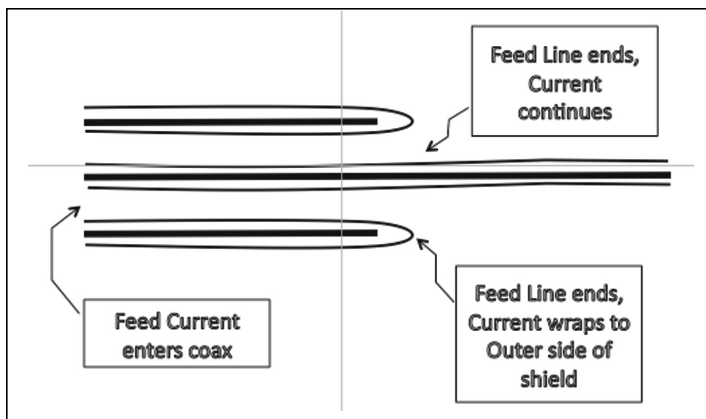 Feed Line ends,
Current
continues
Feed Current
enters coax
Feed Line ends,
Current wraps to
Outer side of
shield